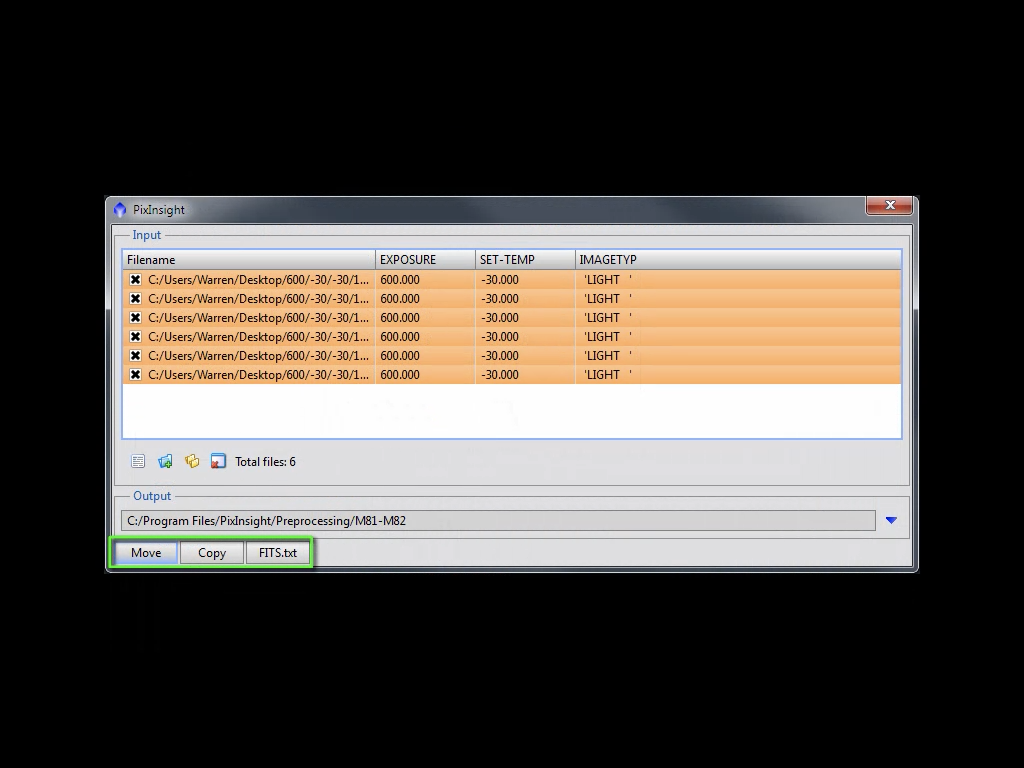 PixInsight
Input
Filename EXPOSURE SET-TEMP IMAGETYP
C:/Users/Warren/Desktop/600/-30/-30/1... 600.000 -30.000 'LIGHT '
C:/Users/Warren/Desktop/600/-30/-30/1... 600.000 -30.000 'LIGHT '
C:/Users/Warren/Desktop/600/-30/-30/1... 600.000 -30.000 'LIGHT '
C:/Users/Warren/Desktop/600/-30/-30/1... 600.000 -30.000 'LIGHT '
C:/Users/Warren/Desktop/600/-30/-30/1... 600.000 -30.000 'LIGHT '
C:/Users/Warren/Desktop/600/-30/-30/1... 600.000 -30.000 'LIGHT '
Total files: 6
Output
C:/Program Files/PixInsight/Preprocessing/M81-M82
Move Copy FITS.txt